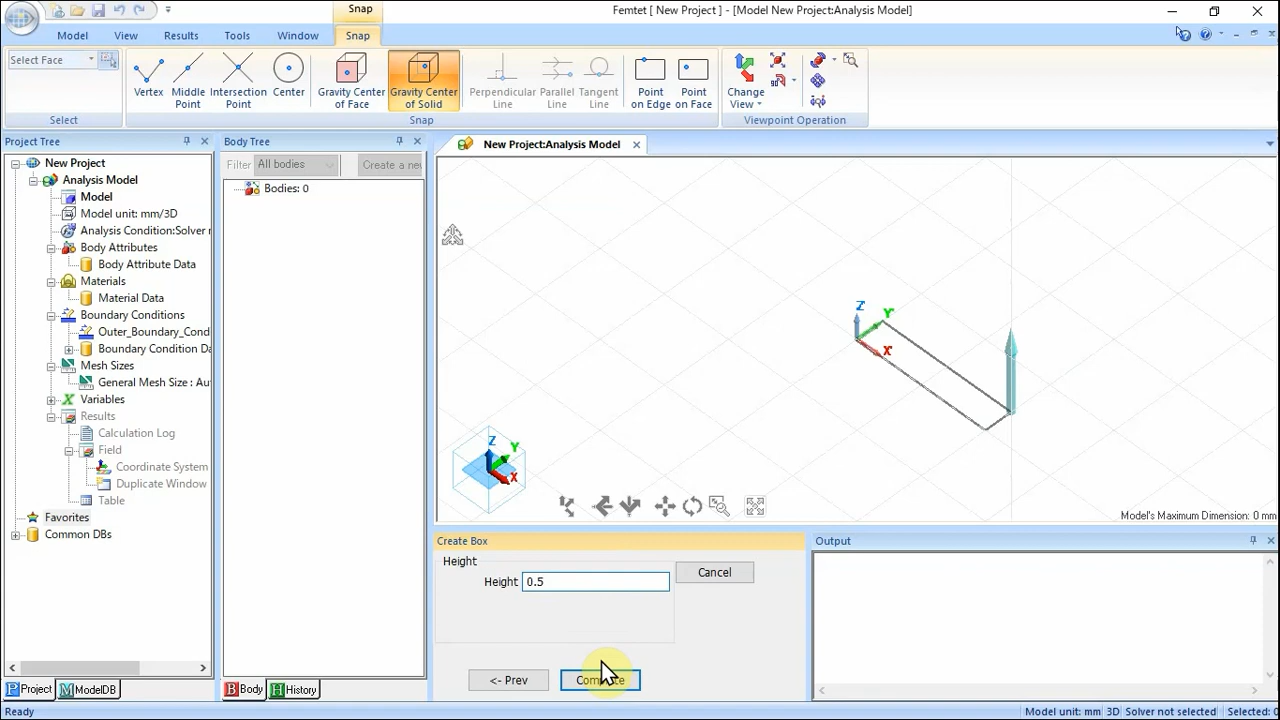 Snap
Femtet [ New Project ] - [Model New Project:Analysis Model]
Model
View
Results
Tools
Window
Snap
Select Face
Vertex
Middle Point
Intersection Point
Center
Gravity Center of Face
Gravity Center of Solid
Perpendicular Line
Parallel Line
Tangent Line
Point on Edge
Point on Face
Change View
Select
Snap
Viewpoint Operation
Project Tree
Body Tree
New Project:Analysis Model
New Project
Analysis Model
Model
Model unit: mm/3D
Analysis Condition:Solver
Body Attributes
Body Attribute Data
Materials
Material Data
Boundary Conditions
Outer_Boundary_Cond
Boundary Condition Da
Mesh Sizes
General Mesh Size : Au
Variables
Results
Calculation Log
Field
Coordinate System
Duplicate Window
Table
Favorites
Common DBs
Project
ModelDB
Filter
All bodies
Create a nev
Bodies: 0
Body
History
Z'
Y'
X'
Z
Y
X
Model's Maximum Dimension: 0 mm
Create Box
Height
Height
0.5
Cancel
<- Prev
Output
Ready
Model unit: mm
3D
Solver not selected
Selected: 0